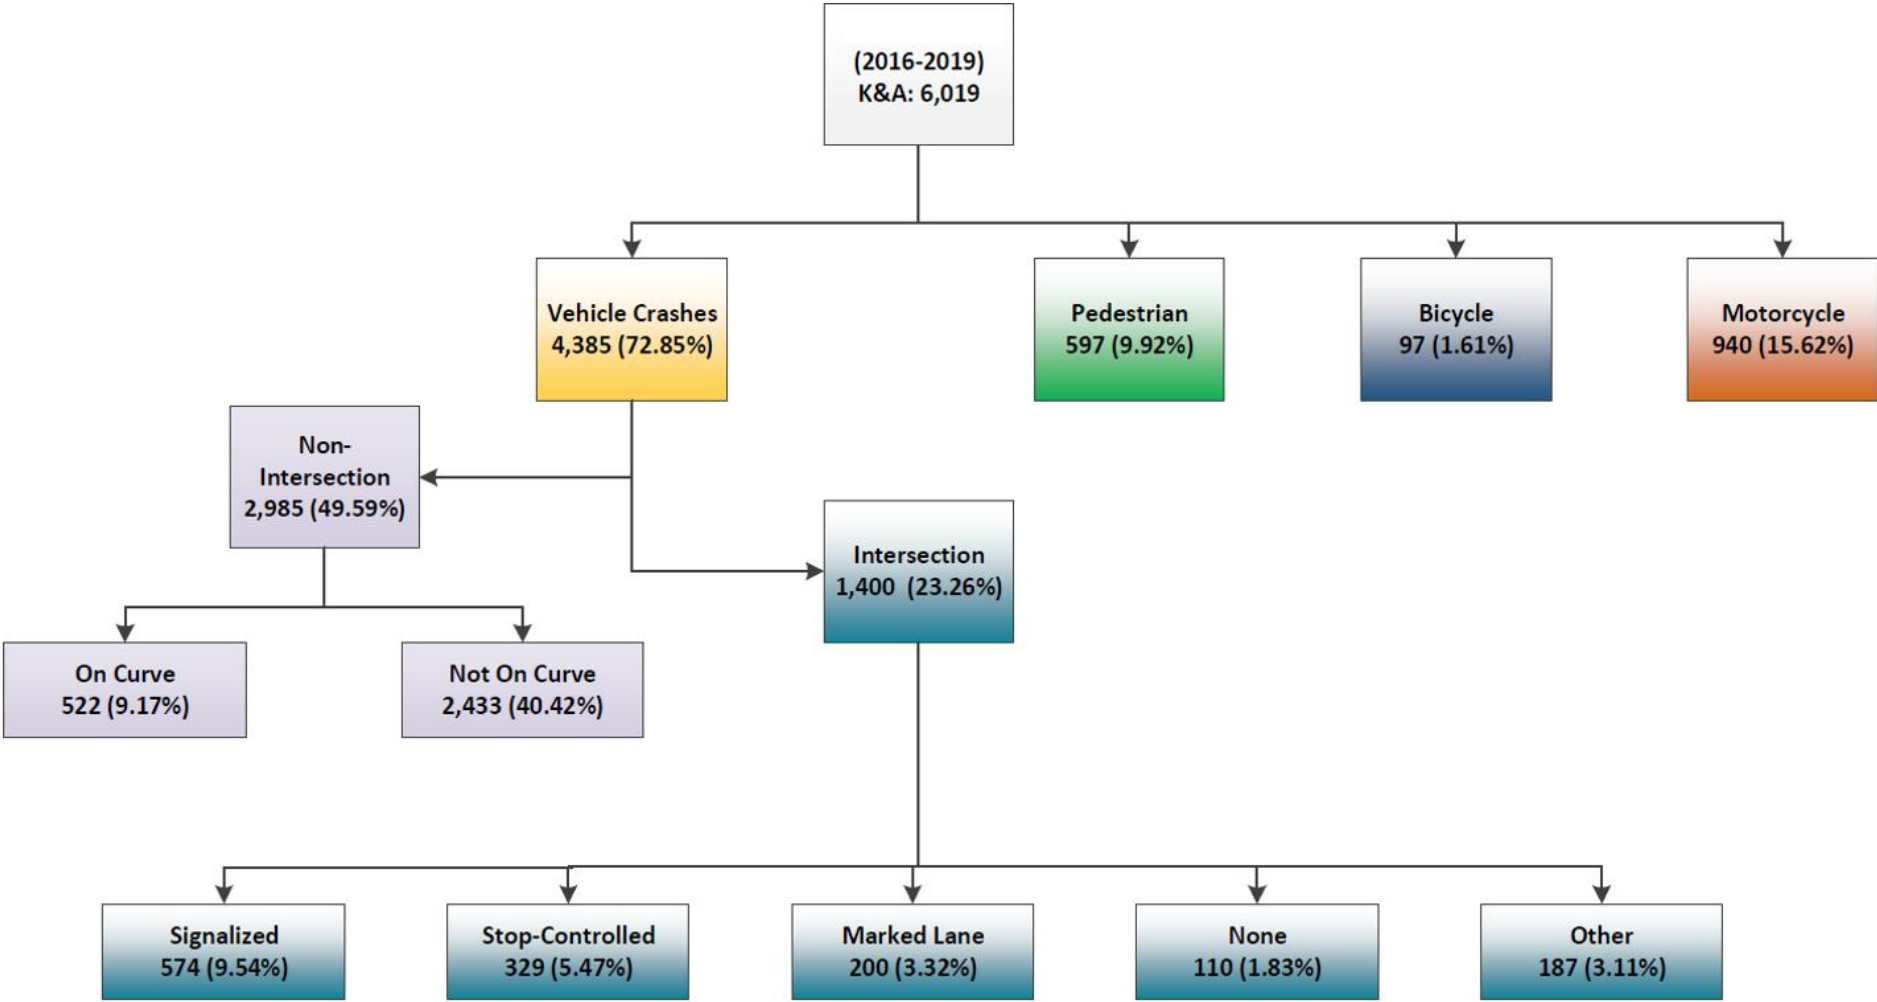 (2016-2019)
K&A: 6,019
Vehicle Crashes
4,385 (72.85%)
Pedestrian
597 (9.92%)
Bicycle
97 (1.61%)
Motorcycle
940 (15.62%)
Non-
Intersection
2,985 (49.59%)
Intersection
1,400  (23.26%)
On Curve
522 (9.17%)
Not On Curve
2,433 (40.42%)
Signalized
574 (9.54%)
Stop-Controlled
329 (5.47%)
Marked Lane
200 (3.32%)
None
110 (1.83%)
Other
187 (3.11%)